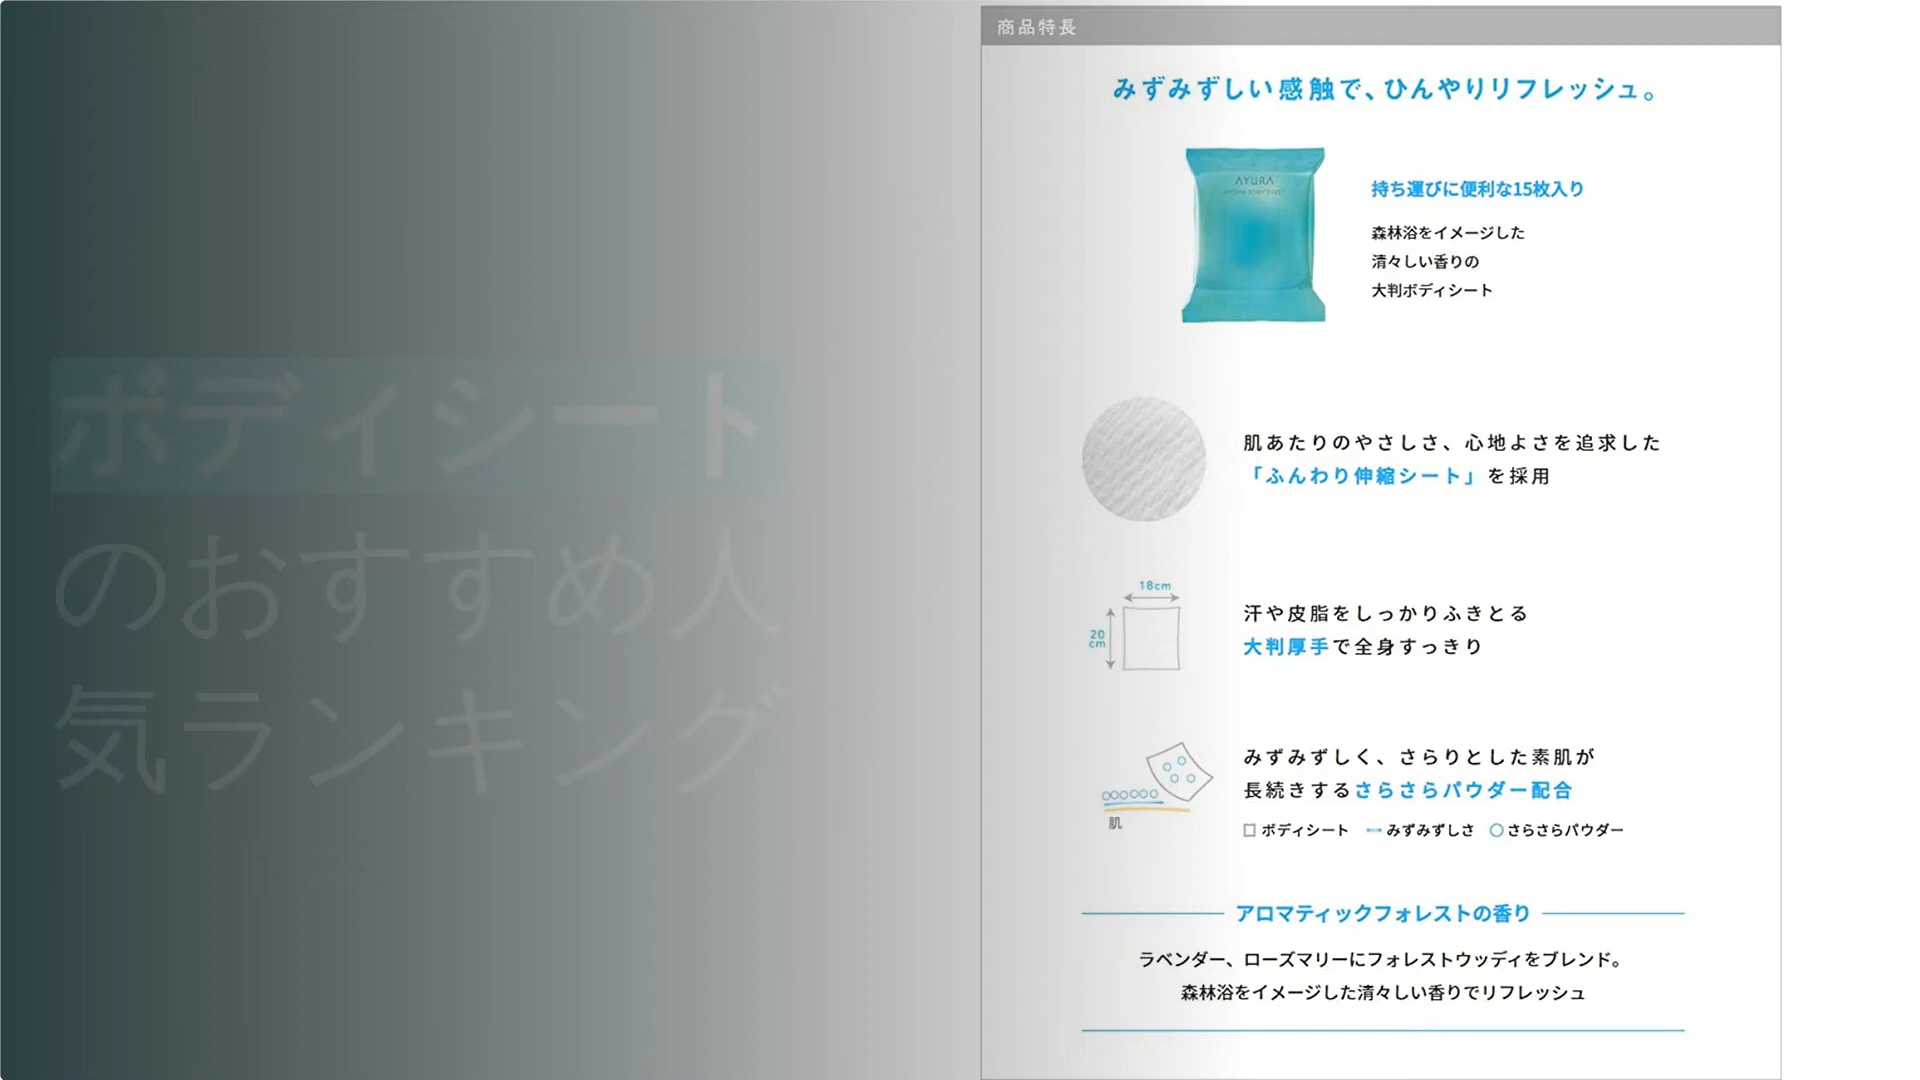 ボディシート
のおすすめ人
気ランキング
商品特長
みずみずしい感触で、ひんやりリフレッシュ。
AYURA
AROMA BODY SHEET
持ち運びに便利な15枚入り
森林浴をイメージした
清々しい香りの
大判ボディシート
肌あたりのやさしさ、心地よさを追求した
「ふんわり伸縮シート」を採用
18cm
20
cm
汗や皮脂をしっかりふきとる
大判厚手で全身すっきり
みずみずしく、さらりとした素肌が
長続きするさらさらパウダー配合
肌
ボディシート みずみずしさ さらさらパウダー
アロマティックフォレストの香り
ラベンダー、ローズマリーにフォレストウッディをブレンド。
森林浴をイメージした清々しい香りでリフレッシュ